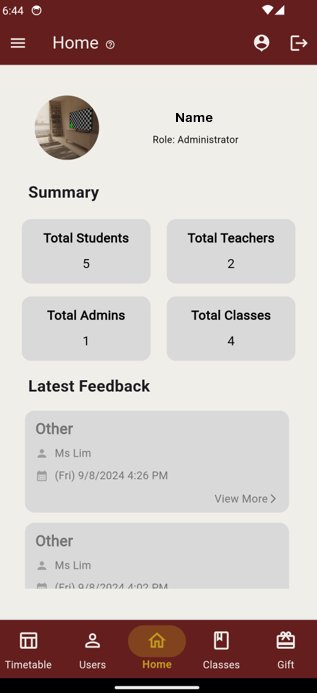 6:44
Home
Name
Role: Administrator
Summary
Total Students
5
Total Teachers
2
Total Admins
1
Total Classes
4
Latest Feedback
Other
Ms Lim
(Fri) 9/8/2024 4:26 PM
View More
Other
Ms Lim
(Fri) 9/8/2024 4:02 PM
Timetable
Users
Home
Classes
Gift